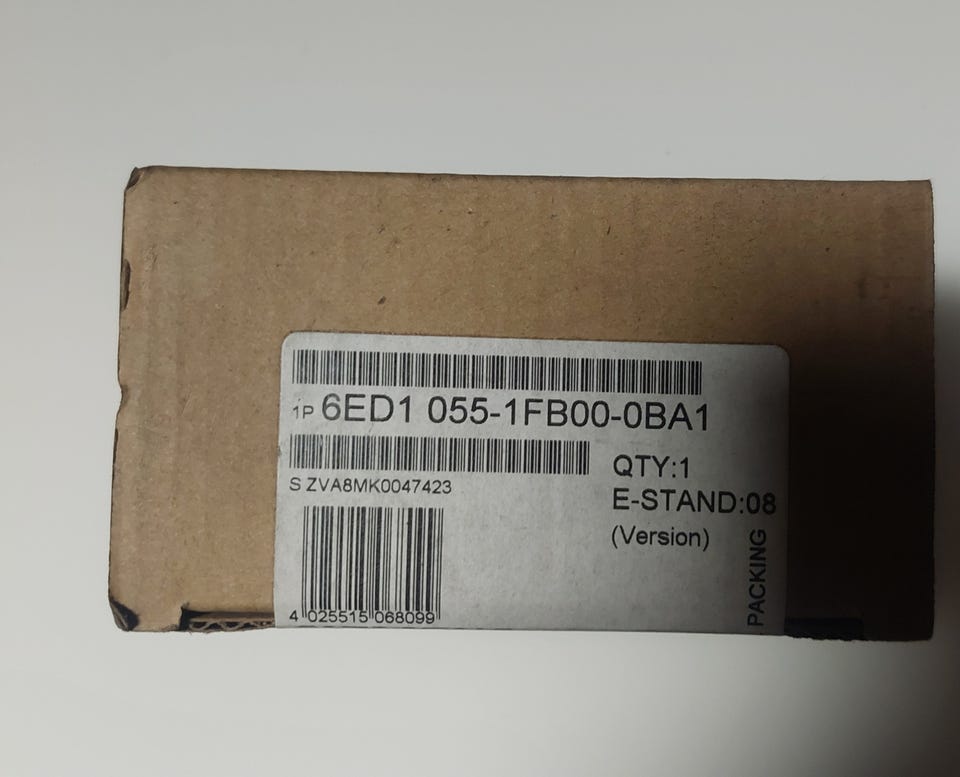 1P 6ED1 055-1FB00-0BA1
S ZVA8MK0047423
QTY:1
E-STAND:08
(Version)
PACKING
4 025515 068099